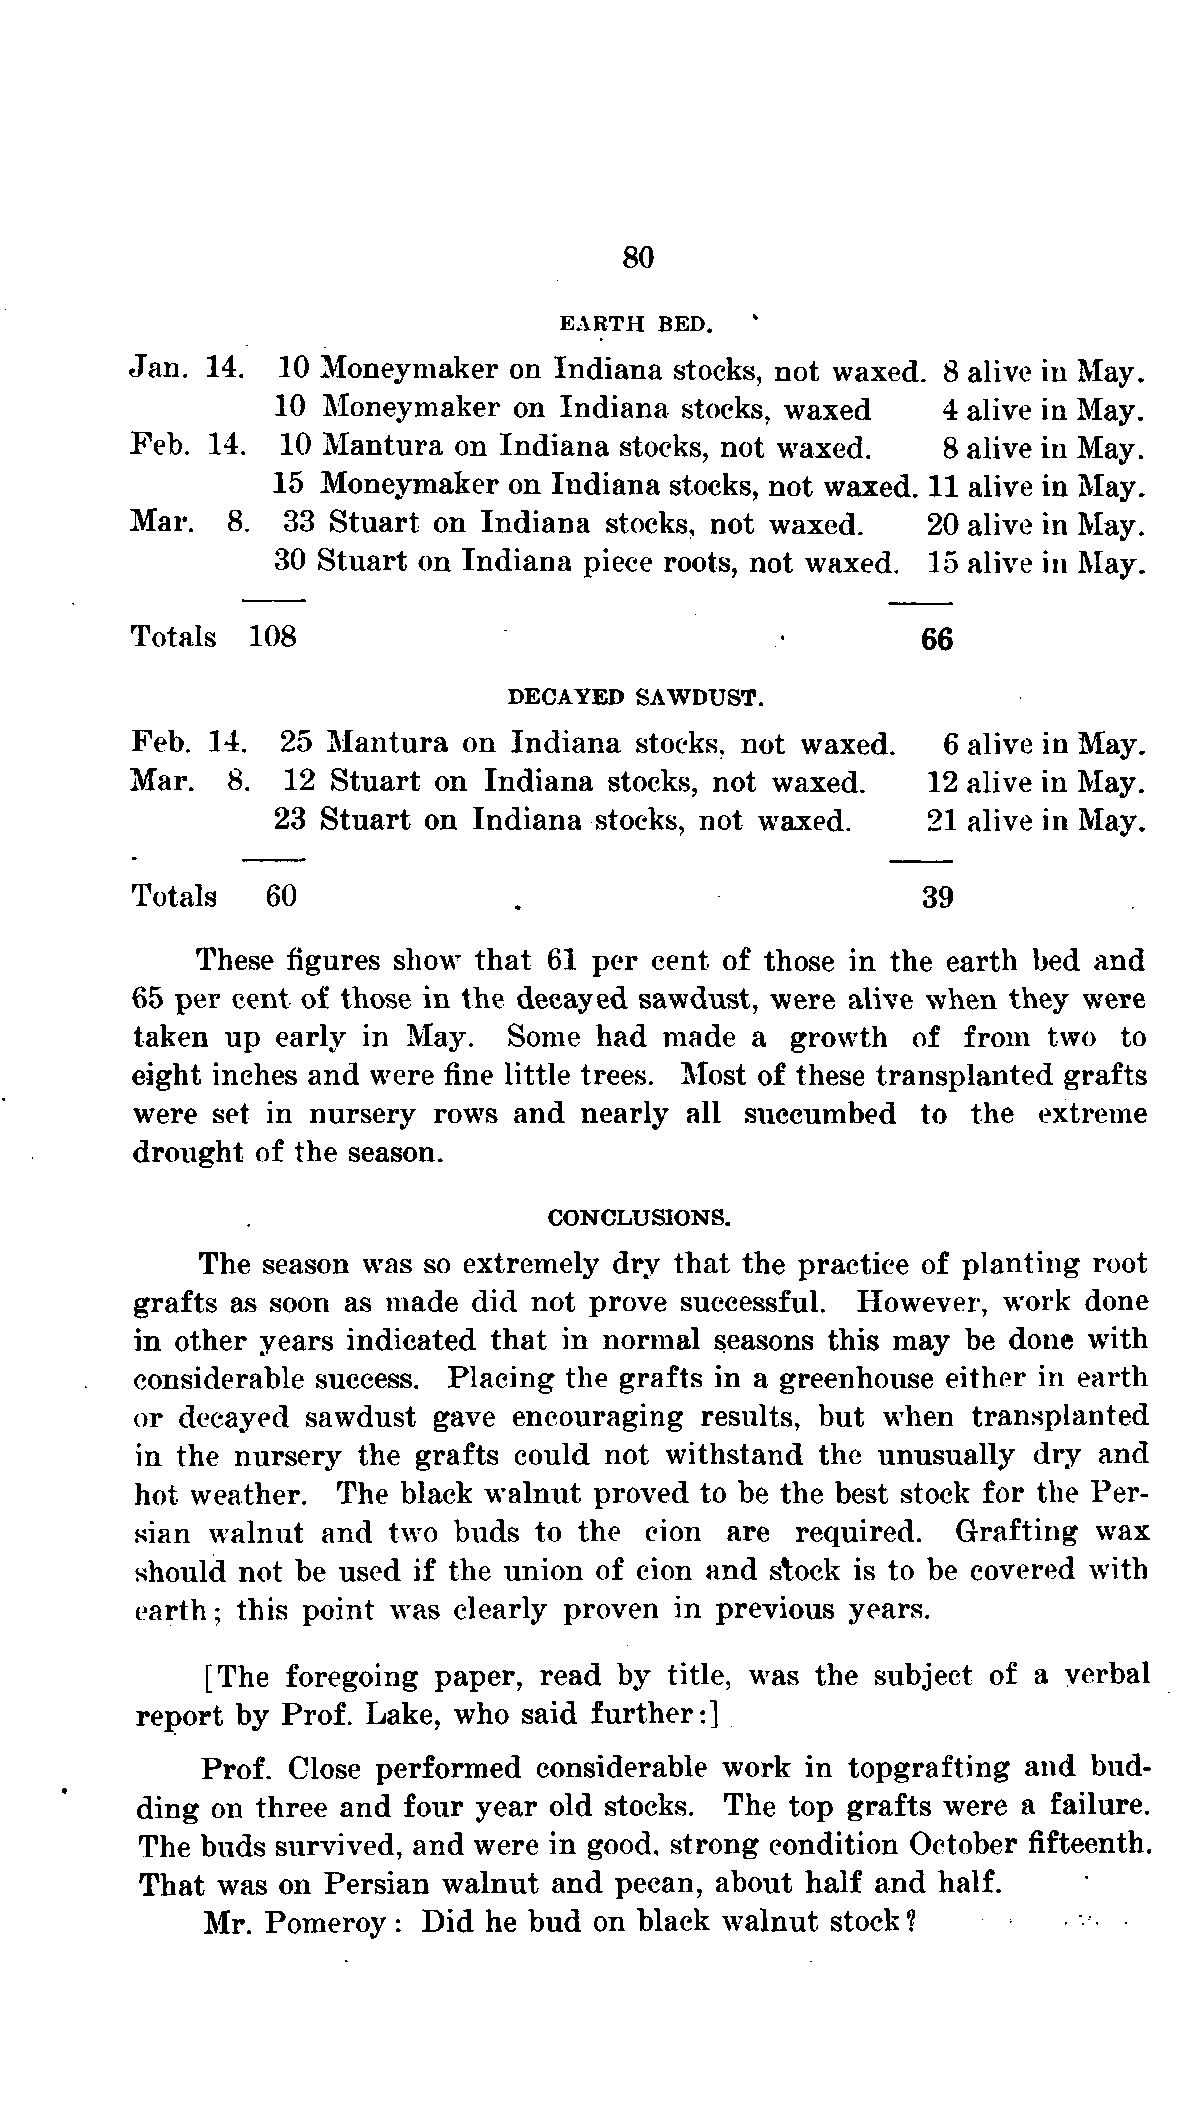 80
EARTH BED.
Jan. 14. 10 Moneymaker on Indiana stocks, not waxed. 8 alive in May.
10 Moneymaker on Indiana stocks, waxed 4 alive in May.
Feb. 14. 10 Mantura on Indiana stocks, not waxed. 8 alive in May.
15 Moneymaker on Indiana stocks, not waxed. 11 alive in May.
Mar. 8. 33 Stuart on Indiana stocks, not waxed. 20 alive in May.
30 Stuart on Indiana piece roots, not waxed. 15 alive in May.
Totals 108 66
DECAYED SAWDUST.
Feb. 14. 25 Mantura on Indiana stocks, not waxed. 6 alive in May.
Mar. 8. 12 Stuart on Indiana stocks, not waxed. 12 alive in May.
23 Stuart on Indiana stocks, not waxed. 21 alive in May.
Totals 60 39
These figures show that 61 per cent of those in the earth bed and
65 per cent of those in the decayed sawdust, were alive when they were
taken up early in May. Some had made a growth of from two to
eight inches and were fine little trees. Most of these transplanted grafts
were set in nursery rows and nearly all succumbed to the extreme
drought of the season.
CONCLUSIONS.
The season was so extremely dry that the practice of planting root
grafts as soon as made did not prove successful. However, work done
in other years indicated that in normal seasons this may be done with
considerable success. Placing the grafts in a greenhouse either in earth
or decayed sawdust gave encouraging results, but when transplanted
in the nursery the grafts could not withstand the unusually dry and
hot weather. The black walnut proved to be the best stock for the Per-
sian walnut and two buds to the cion are required. Grafting wax
should not be used if the union of cion and stock is to be covered with
earth; this point was clearly proven in previous years.
[The foregoing paper, read by title, was the subject of a verbal
report by Prof. Lake, who said further:]
Prof. Close performed considerable work in topgrafting and bud-
ding on three and four year old stocks. The top grafts were a failure.
The buds survived, and were in good, strong condition October fifteenth.
That was on Persian walnut and pecan, about half and half.
Mr. Pomeroy: Did he bud on black walnut stock?